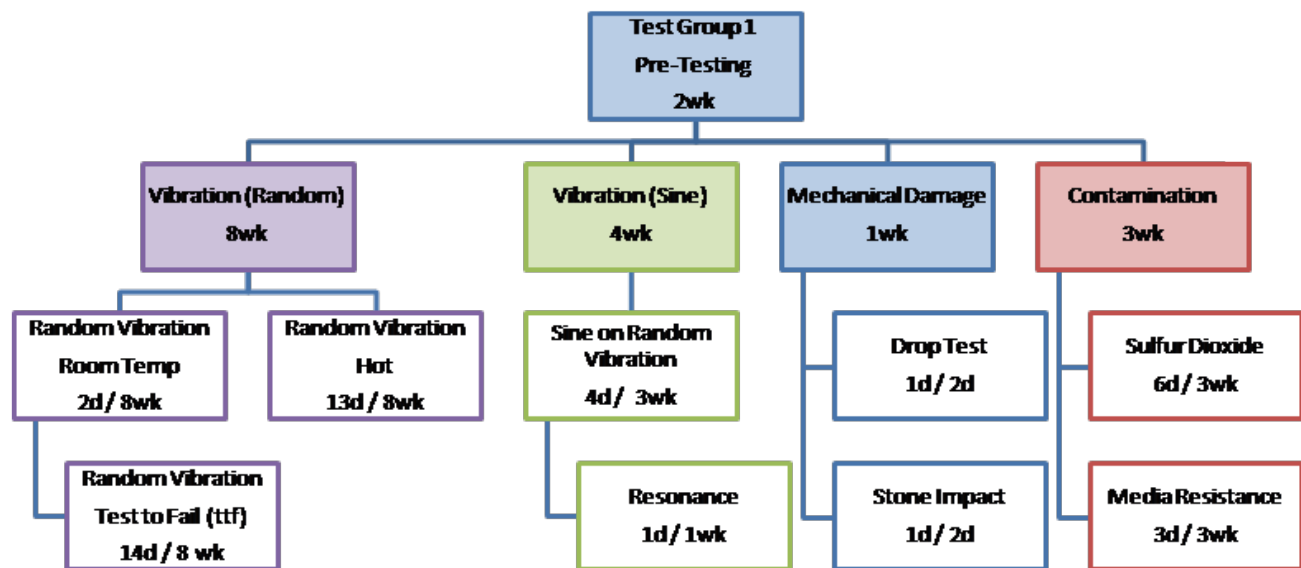 Test Group 1
Pre-Testing
2wk
Vibration (Random)
8wk
Vibration (Sine)
4wk
Mechanical Damage
1wk
Contamination
3wk
Random Vibration
Room Temp
2d / 8wk
Random Vibration
Hot
13d / 8wk
Sine on Random
Vibration
4d / 3wk
Drop Test
1d / 2d
Sulfur Dioxide
6d / 3wk
Random Vibration
Test to Fail (ttf)
14d / 8 wk
Resonance
1d / 1wk
Stone Impact
1d / 2d
Media Resistance
3d / 3wk